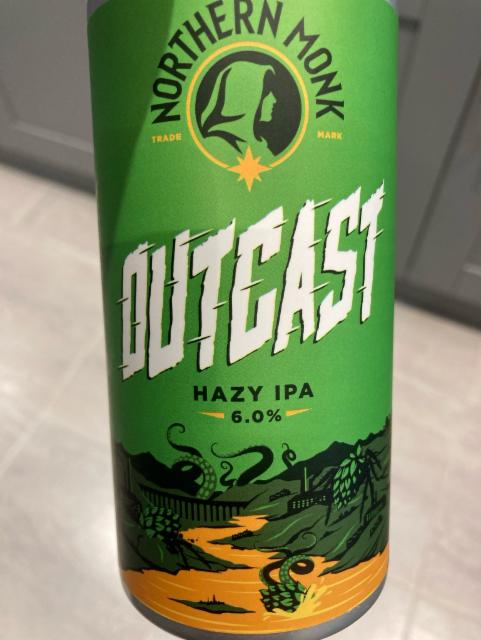 NORTHERN MONK
TRADE MARK
OUTCAST
HAZY IPA
6.0%